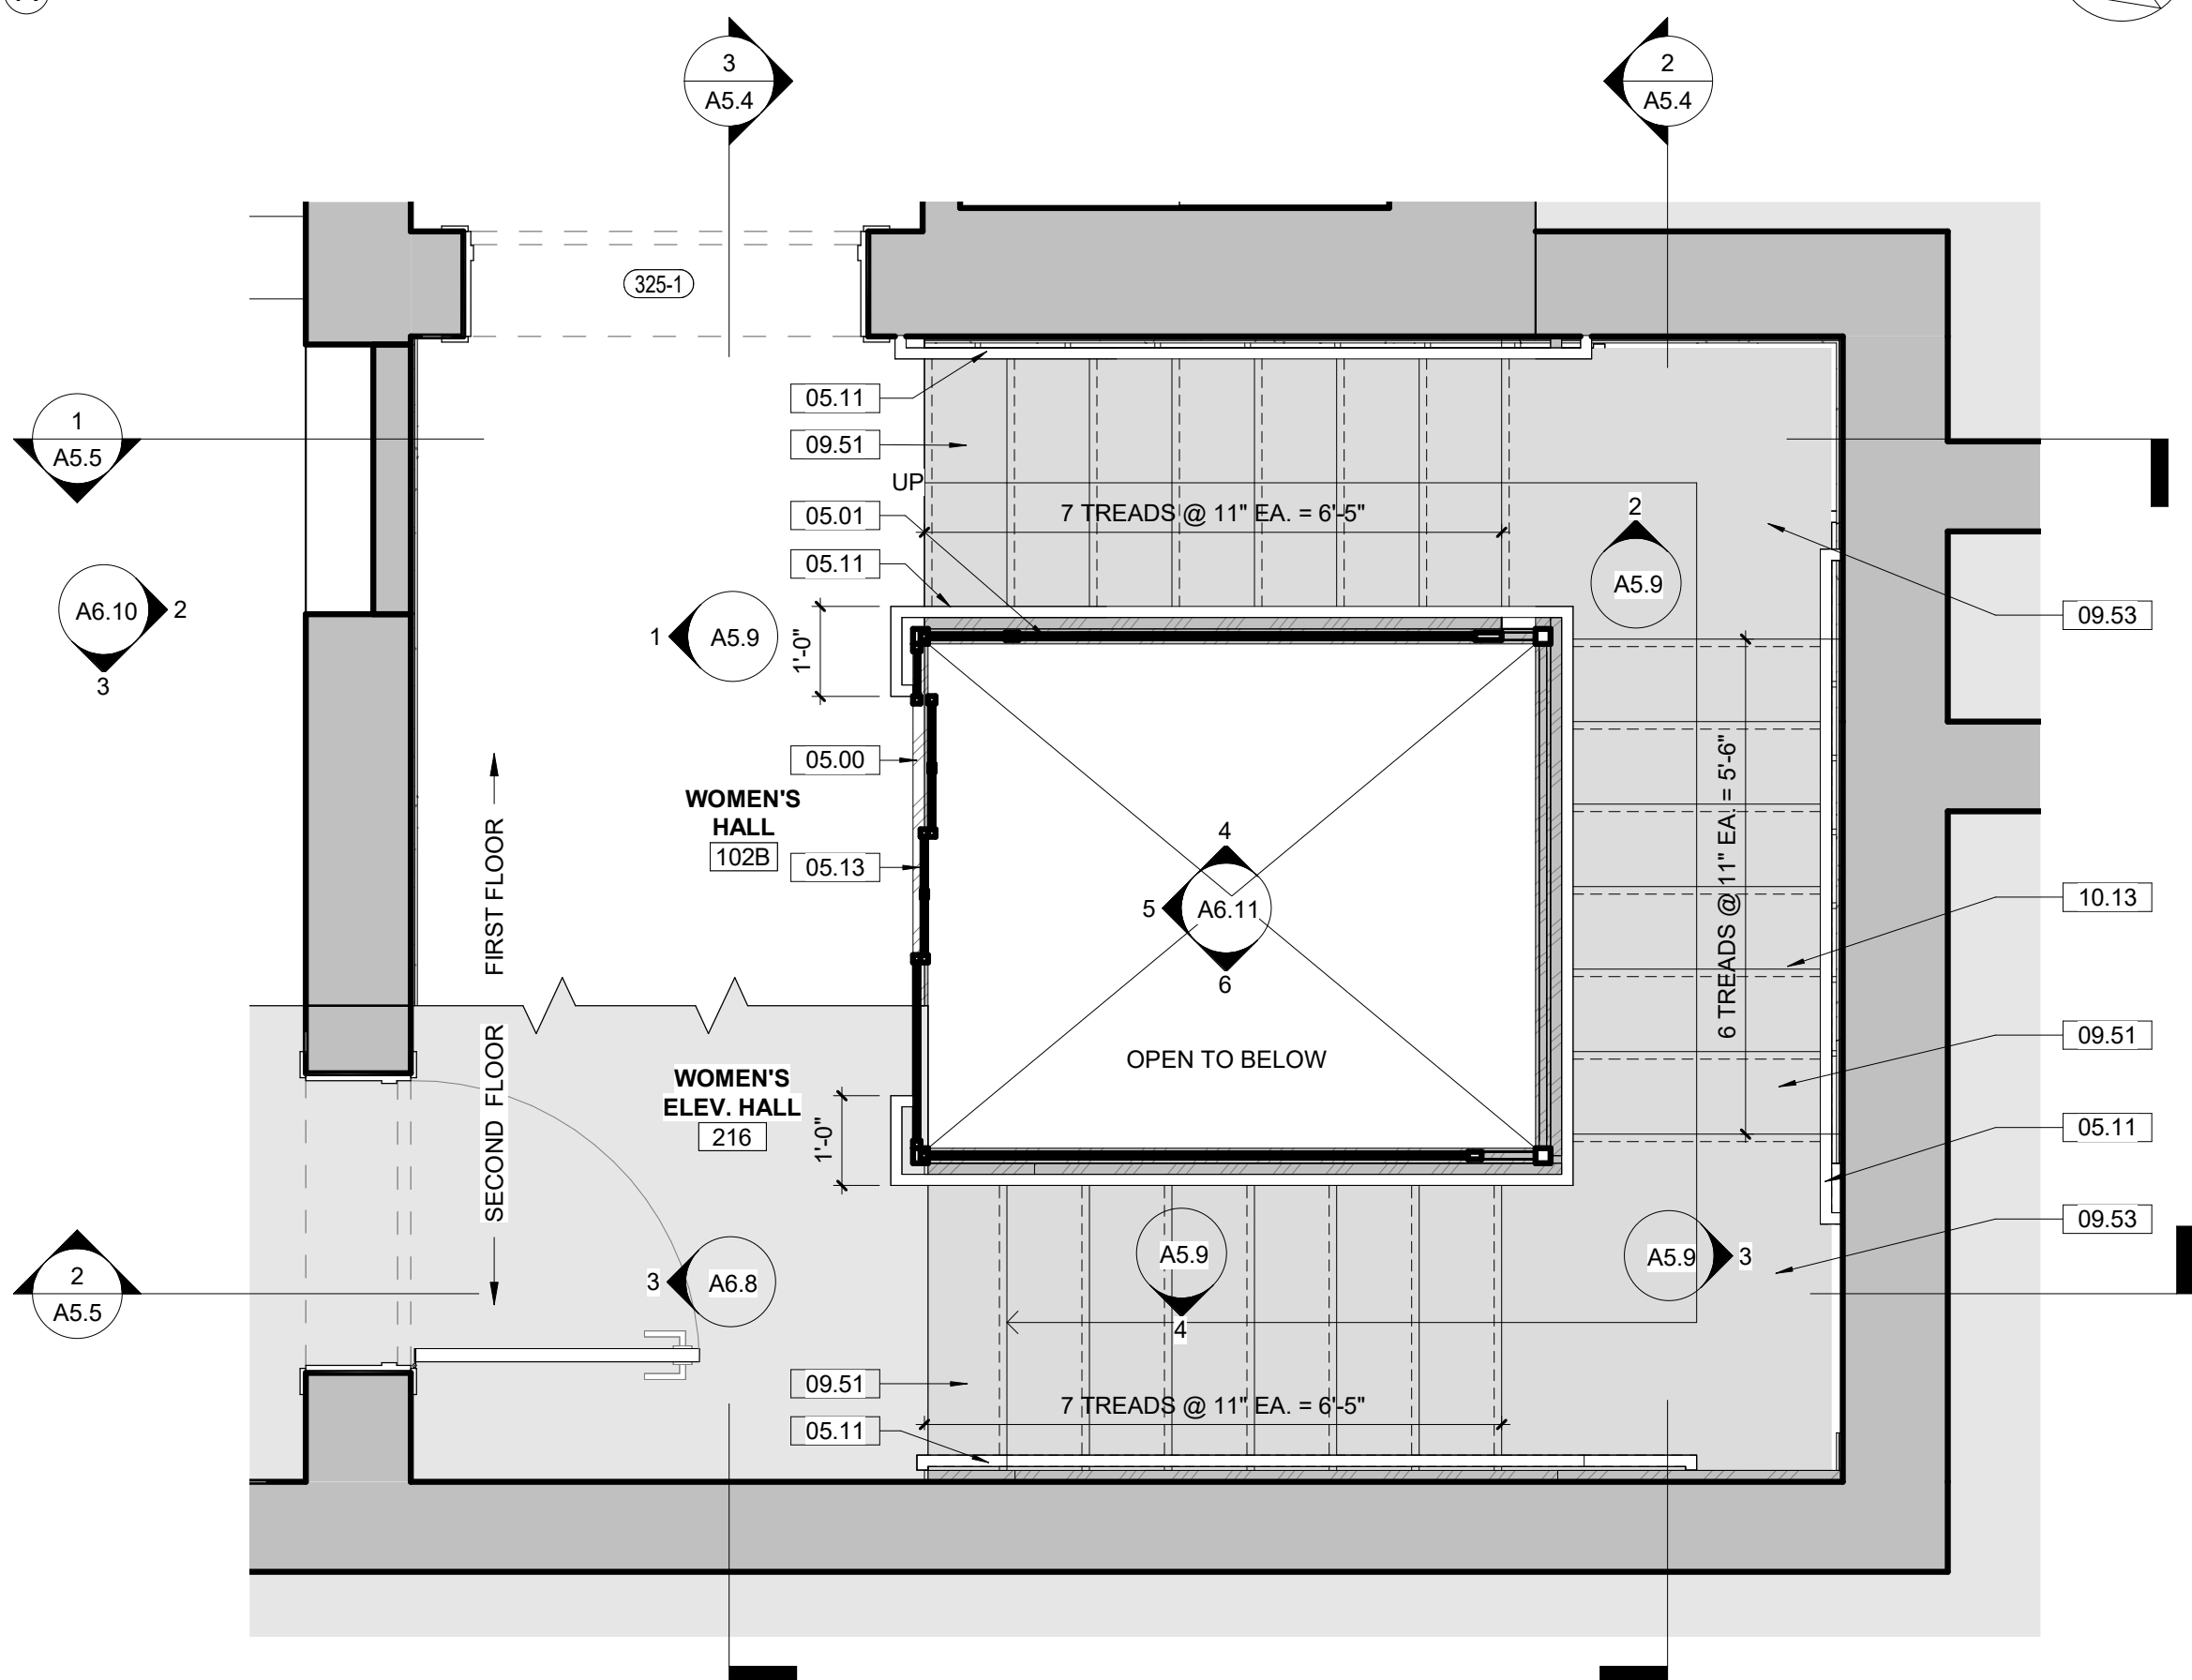 3
A5.4
2
A5.4
325-1
1
A5.5
05.11
09.51
UP
05.01
7 TREADS @ 11" EA. = 6'-5"
2
A5.9
05.11
A6.10
2
3
1
A5.9
1'-0"
09.53
05.00
WOMEN'S
HALL
102B
05.13
FIRST FLOOR
4
5
A6.11
6
6 TREADS @ 11" EA. = 5'-6"
10.13
OPEN TO BELOW
09.51
SECOND FLOOR
WOMEN'S
ELEV. HALL
216
1'-0"
05.11
09.53
2
A5.5
3
A6.8
A5.9
4
A5.9
3
09.51
7 TREADS @ 11" EA. = 6'-5"
05.11